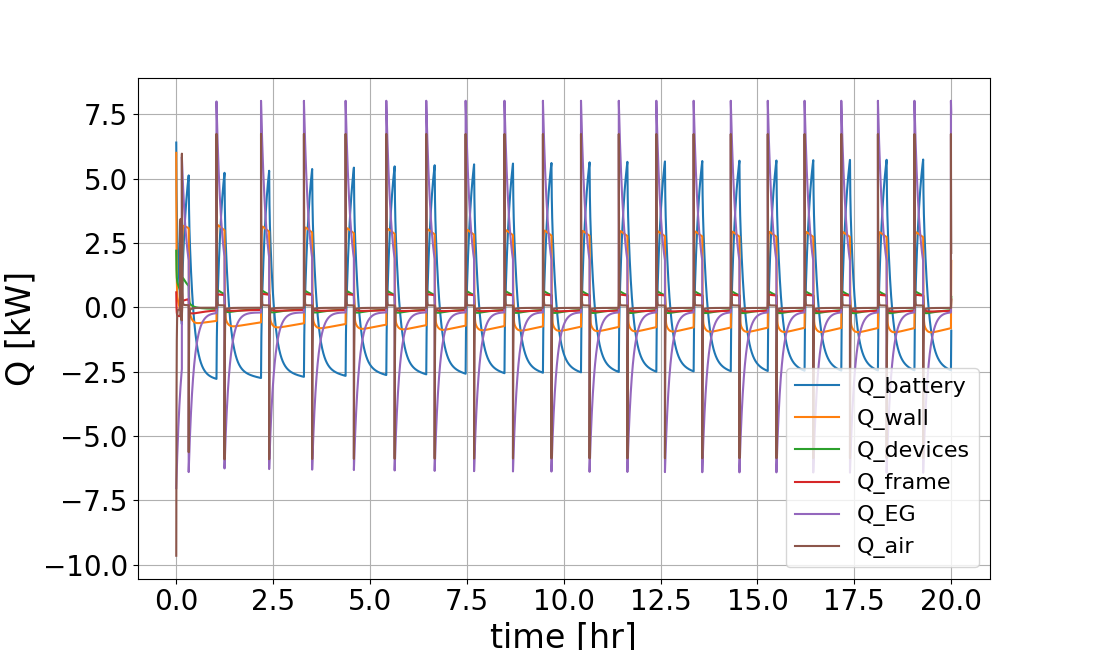 Q [kW]
7.5
5.0
2.5
0.0
−2.5
−5.0
−7.5
−10.0
Q_battery
Q_wall
Q_devices
Q_frame
Q_EG
Q_air
0.0 2.5 5.0 7.5 10.0 12.5 15.0 17.5 20.0
time [hr]